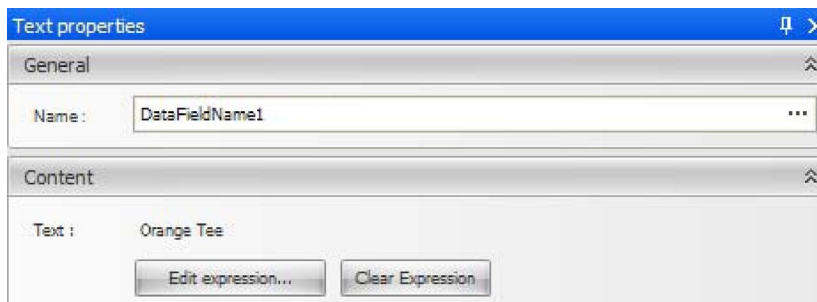 Text properties
General
Name : DataFieldName1 ...
Content
Text : Orange Tee
Edit expression... Clear Expression